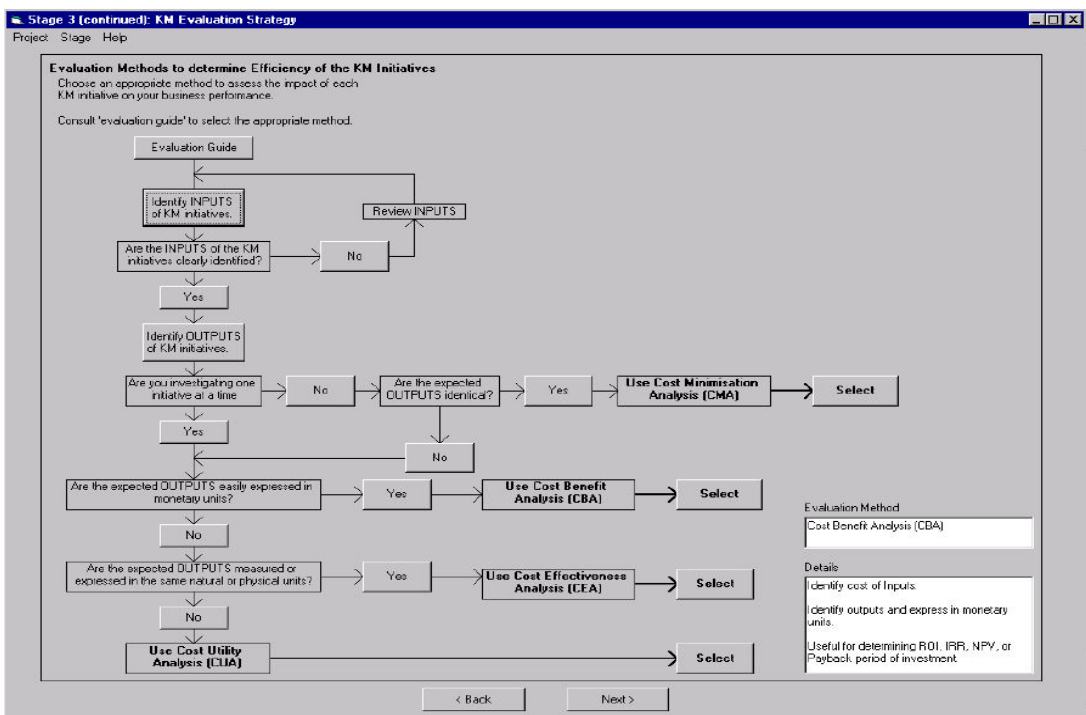 Stage 3 (continued): KM Evaluation Strategy
Project Stage Help
Evaluation Methods to determine Efficiency of the KM Initiatives
Choose an appropriate method to assess the impact of each
KM initiative on your business performance.
Consult 'evaluation guide' to select the appropriate method.
Evaluation Guide
Identify INPUTS
of KM initiatives.
Review INPUTS
Are the INPUTS of the KM
initiatives clearly identified?
No
Yes
Identify OUTPUTS
of KM initiatives.
Are you investigating one
initiative at a time
No
Are the expected
OUTPUTS identical?
Yes
Use Cost Minimisation
Analysis (CMA)
Select
Yes
No
Are the expected OUTPUTS easily expressed in
monetary units?
Yes
Use Cost Benefit
Analysis (CBA)
Select
No
Are the expected OUTPUTS measured or
expressed in the same natural or physical units?
Yes
Use Cost Effectiveness
Analysis (CEA)
Select
No
Use Cost Utility
Analysis (CUA)
Select
Evaluation Method
Cost Benefit Analysis (CBA)
Details
Identify cost of Inputs.
Identify outputs and express in monetary
units.
Useful for determining ROI, IRR, NPV, or
Payback period of investment
< Back
Next >